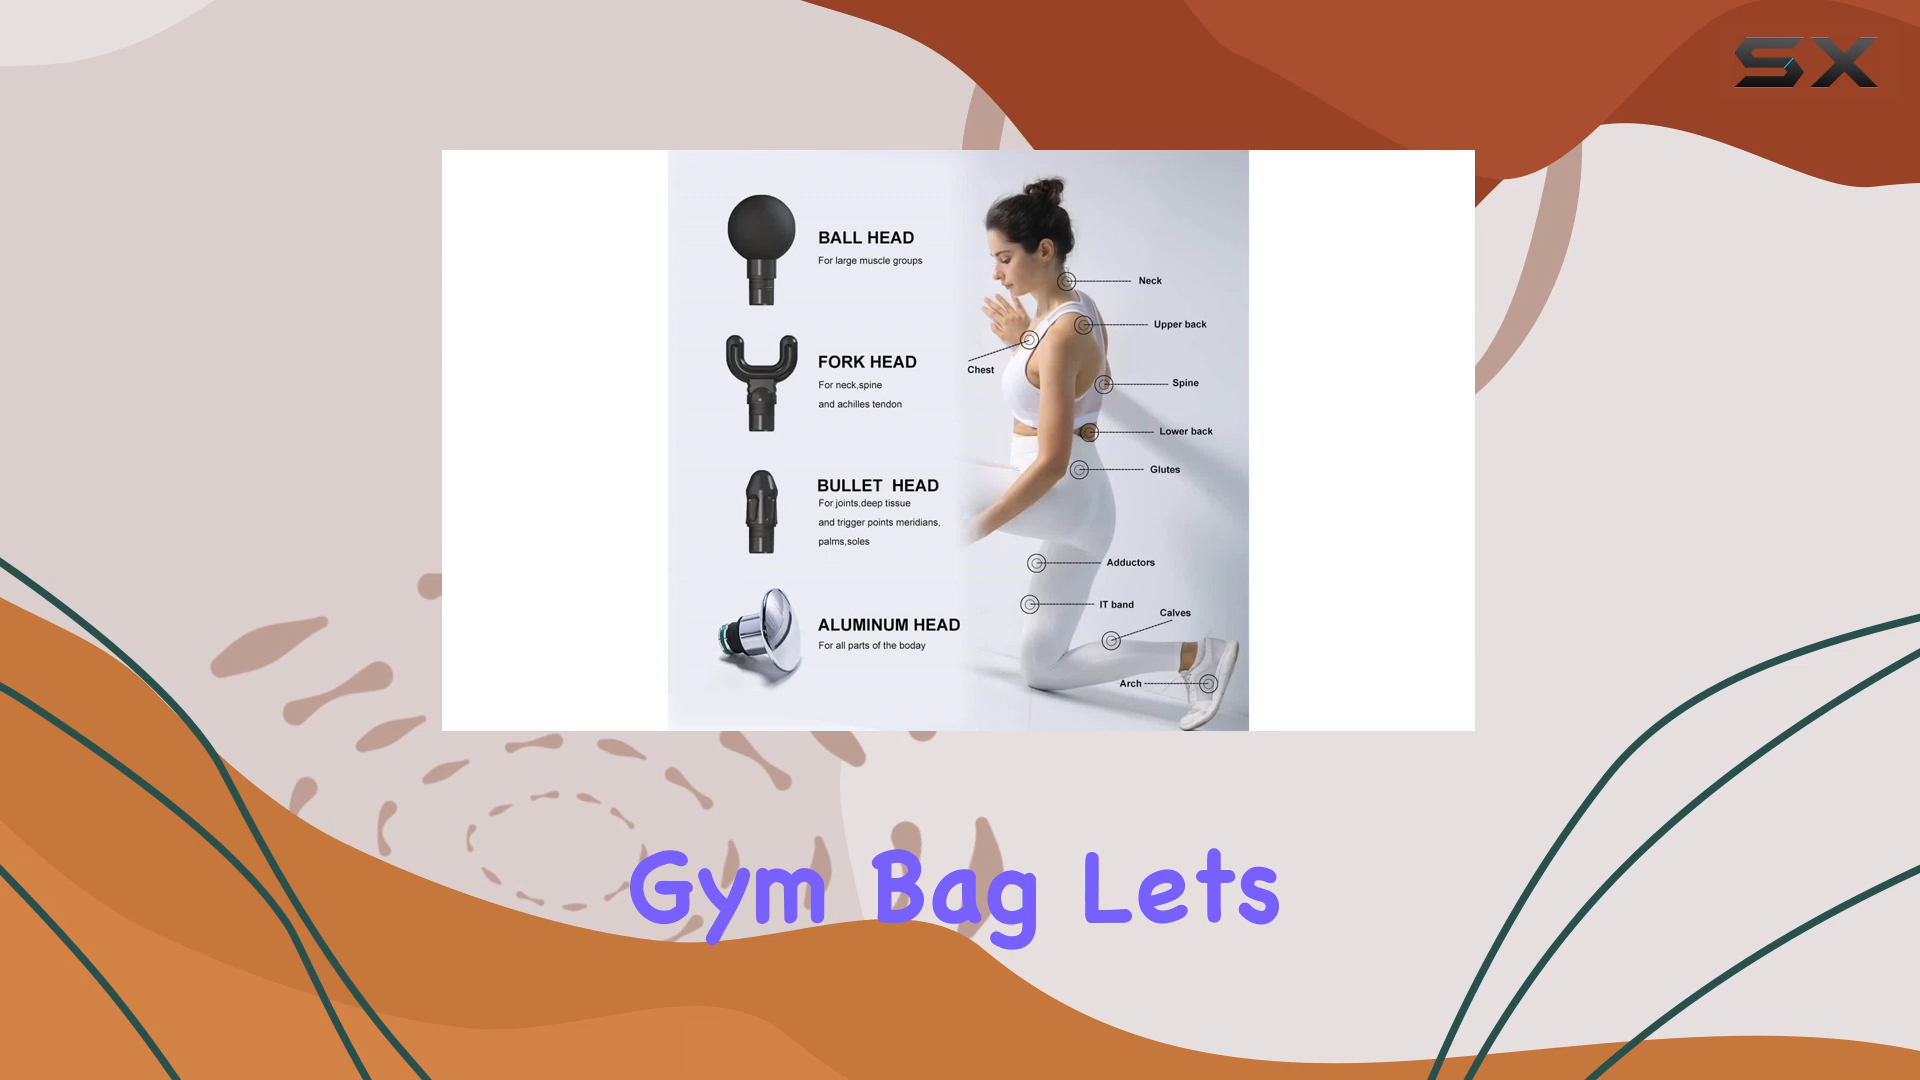 SX
BALL HEAD
For large muscle groups
FORK HEAD
For neck,spine
and achilles tendon
BULLET HEAD
For joints,deep tissue
and trigger points meridians,
palms,soles
ALUMINUM HEAD
For all parts of the boday
Neck
Upper back
Chest
Spine
Lower back
Glutes
Adductors
IT band
Calves
Arch
Gym Bag Lets